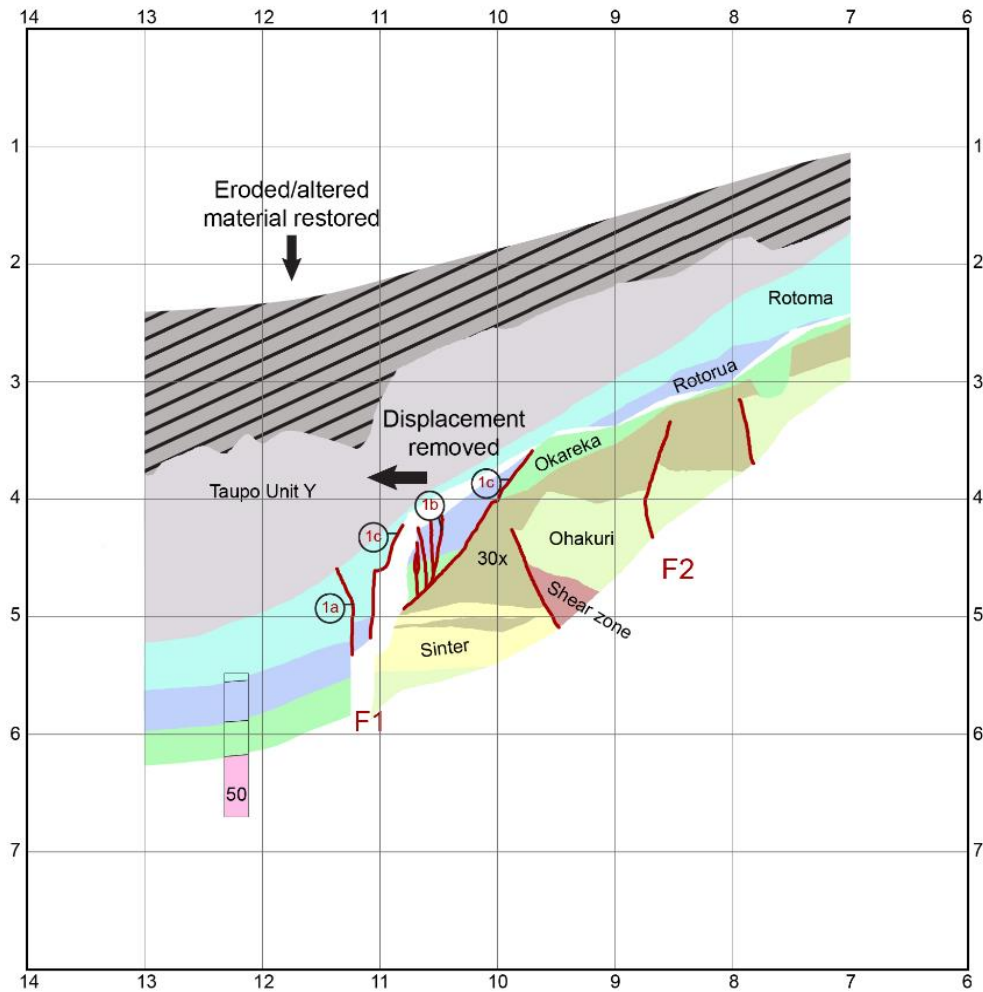 14 13 12 11 10 9 8 7 6
1 1
Eroded/altered
material restored
2 2
Rotoma
3 3
Rotorua
Displacement
removed
Okareka
1c
Taupo Unit Y
4 4
1b
1c
Ohakuri
30x
F2
5 5
1a
Shear zone
Sinter
F1
6 6
50
7 7
14 13 12 11 10 9 8 7 6